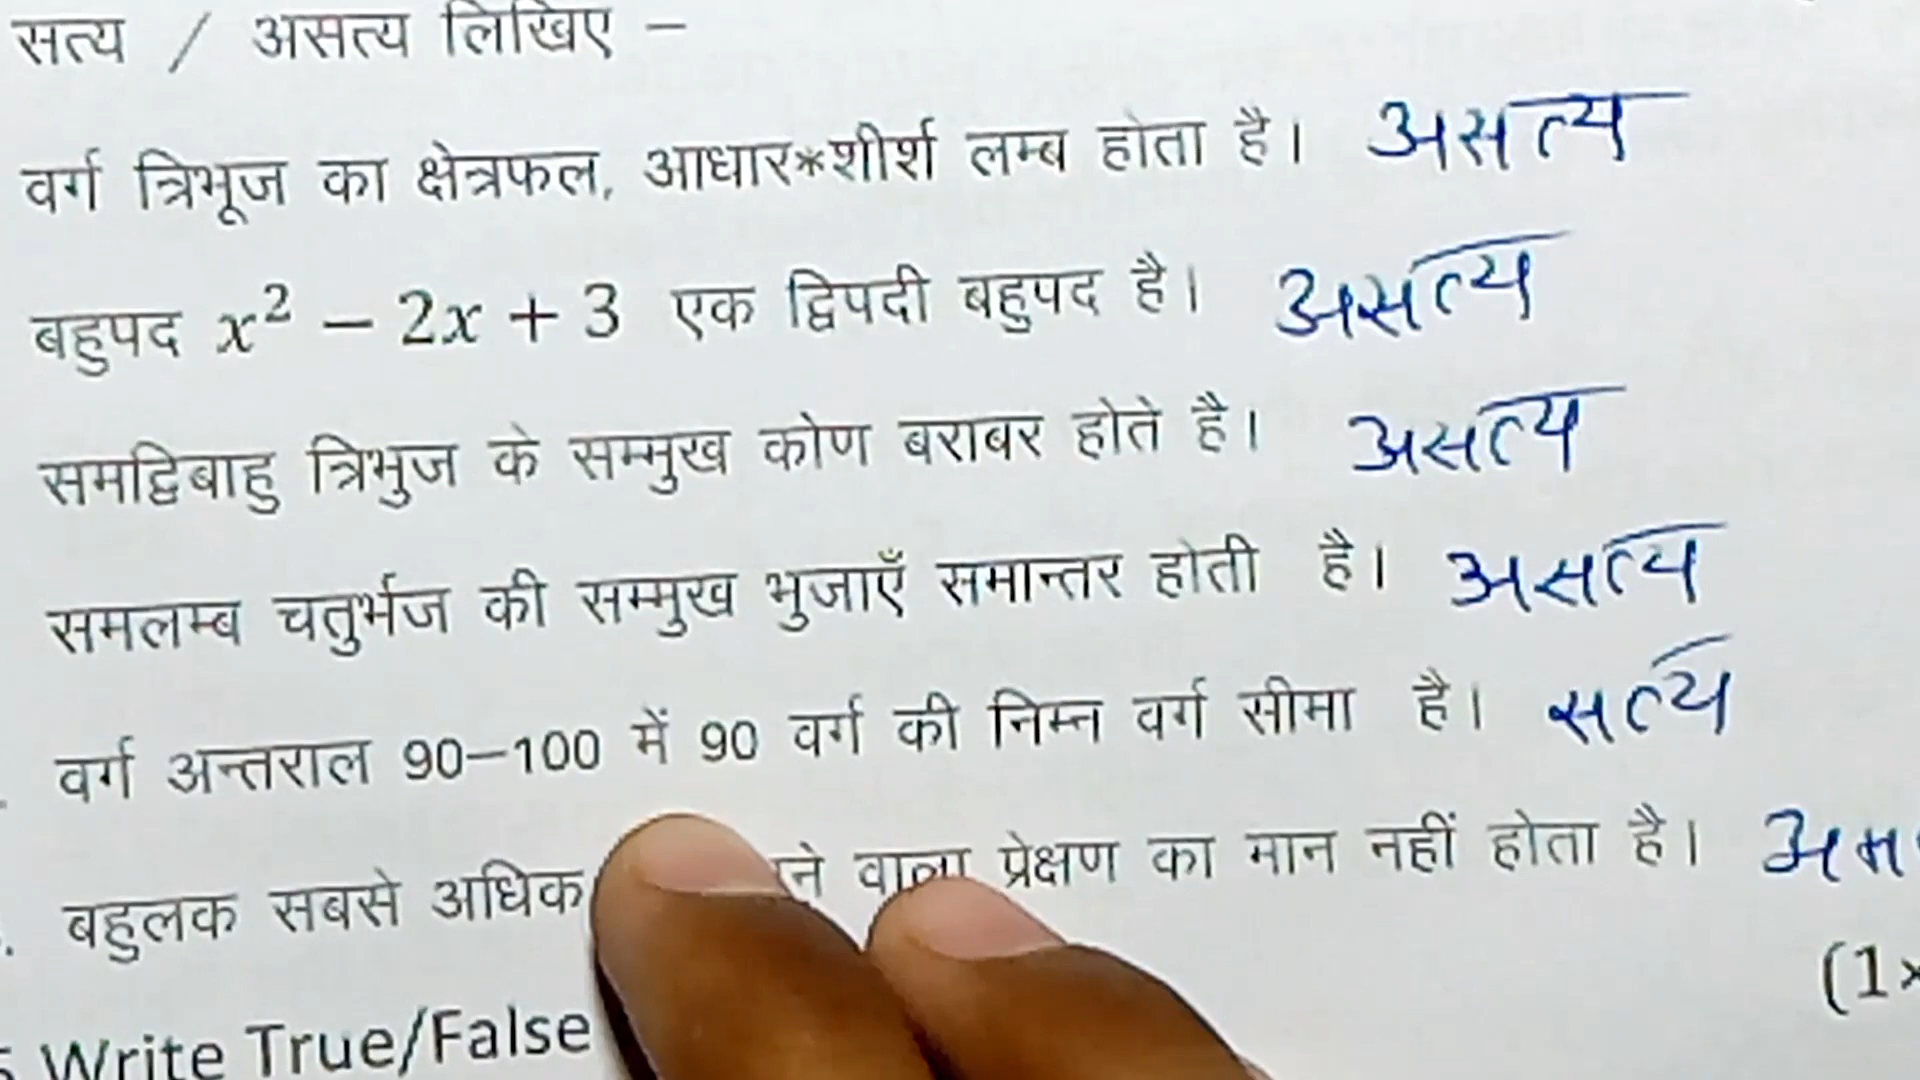 सत्य / असत्य लिखिए –
वर्ग त्रिभूज का क्षेत्रफल, आधार*शीर्श लम्ब होता है। असत्य
बहुपद x² – 2x + 3 एक द्विपदी बहुपद है। असत्य
समद्विबाहु त्रिभुज के सम्मुख कोण बराबर होते है। असत्य
समलम्ब चतुर्भज की सम्मुख भुजाएँ समान्तर होती है। असत्य
वर्ग अन्तराल 90–100 में 90 वर्ग की निम्न वर्ग सीमा है। सत्य
बहुलक सबसे अधिक वाला प्रेक्षण का मान नहीं होता है।
(1×
Write True/False